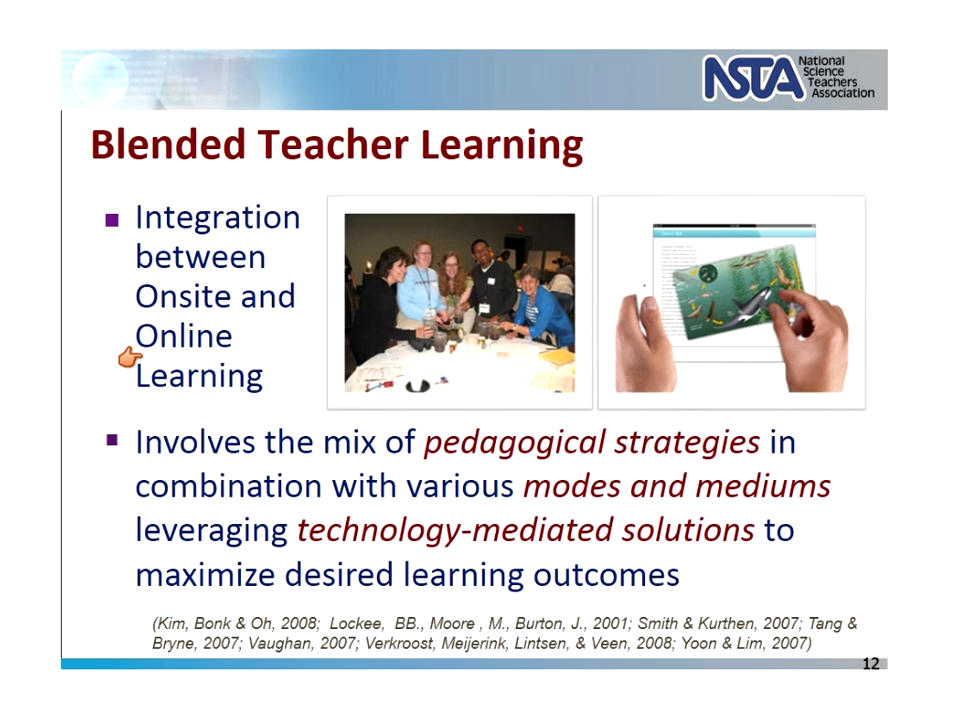 NSTA
National
Science
Teachers
Association
Blended Teacher Learning
Integration
between
Onsite and
Online
Learning
Involves the mix of pedagogical strategies in
combination with various modes and mediums
leveraging technology-mediated solutions to
maximize desired learning outcomes
(Kim, Bonk & Oh, 2008; Lockee, BB., Moore , M., Burton, J., 2001; Smith & Kurthen, 2007; Tang &
Bryne, 2007; Vaughan, 2007; Verkroost, Meijerink, Lintsen, & Veen, 2008; Yoon & Lim, 2007)
12